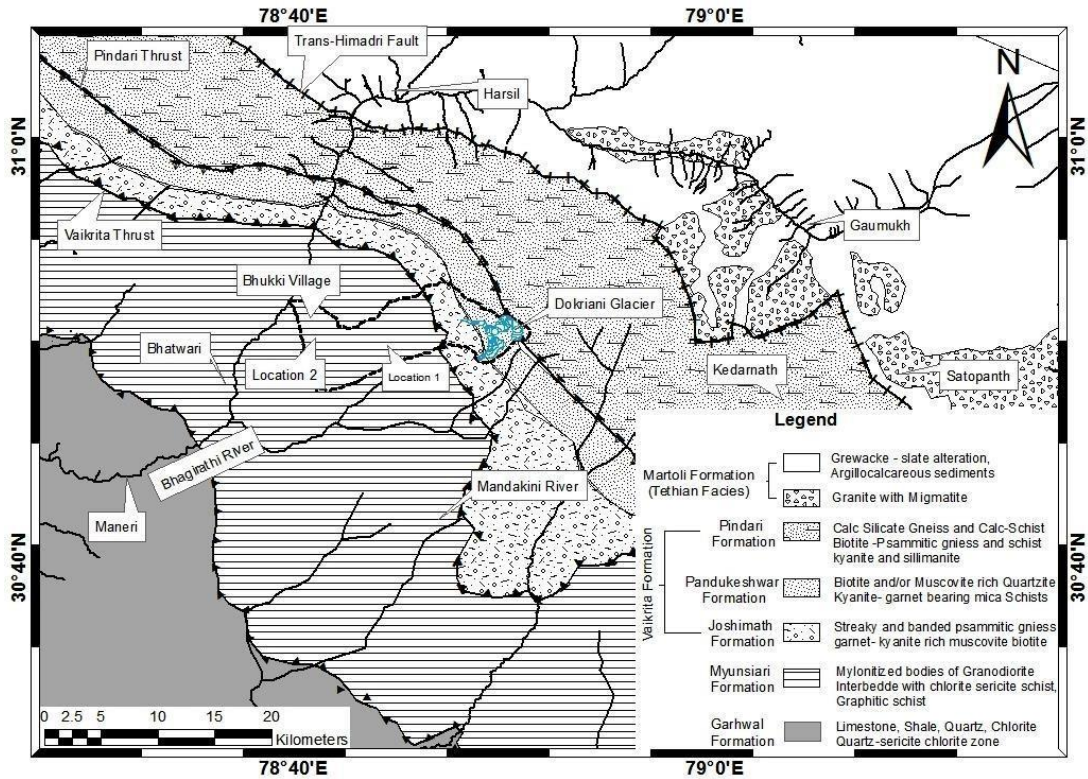 78°40'E
79°0'E
Pindari Thrust
Trans-Himadri Fault
Harsil
N
31°0'N
31°0'N
Vaikrita Thrust
Gaumukh
Bhukki Village
Dokriani Glacier
Bhatwari
Location 2
Location 1
Kedarnath
Satopanth
Bhagirathi River
Mandakini River
Maneri
30°40'N
30°40'N
Legend
Martoli Formation
(Tethian Facies)
Grewacke - slate alteration,
Argillocalcareous sediments
Granite with Migmatite
Vaikrita Formation
Pindari
Formation
Calc Silicate Gneiss and Calc-Schist
Biotite -Psammitic gniess and schist
kyanite and sillimanite
Pandukeshwar
Formation
Biotite and/or Muscovite rich Quartzite
Kyanite- garnet bearing mica Schists
Joshimath
Formation
Streaky and banded psammitic gniess
garnet- kyanite rich muscovite biotite
Myunsiari
Formation
Mylonitized bodies of Granodiorite
Interbedde with chlorite sericite schist,
Graphitic schist
Garhwal
Formation
Limestone, Shale, Quartz, Chlorite
Quartz-sericite chlorite zone
0 2.5 5 10 15 20
Kilometers
78°40'E
79°0'E